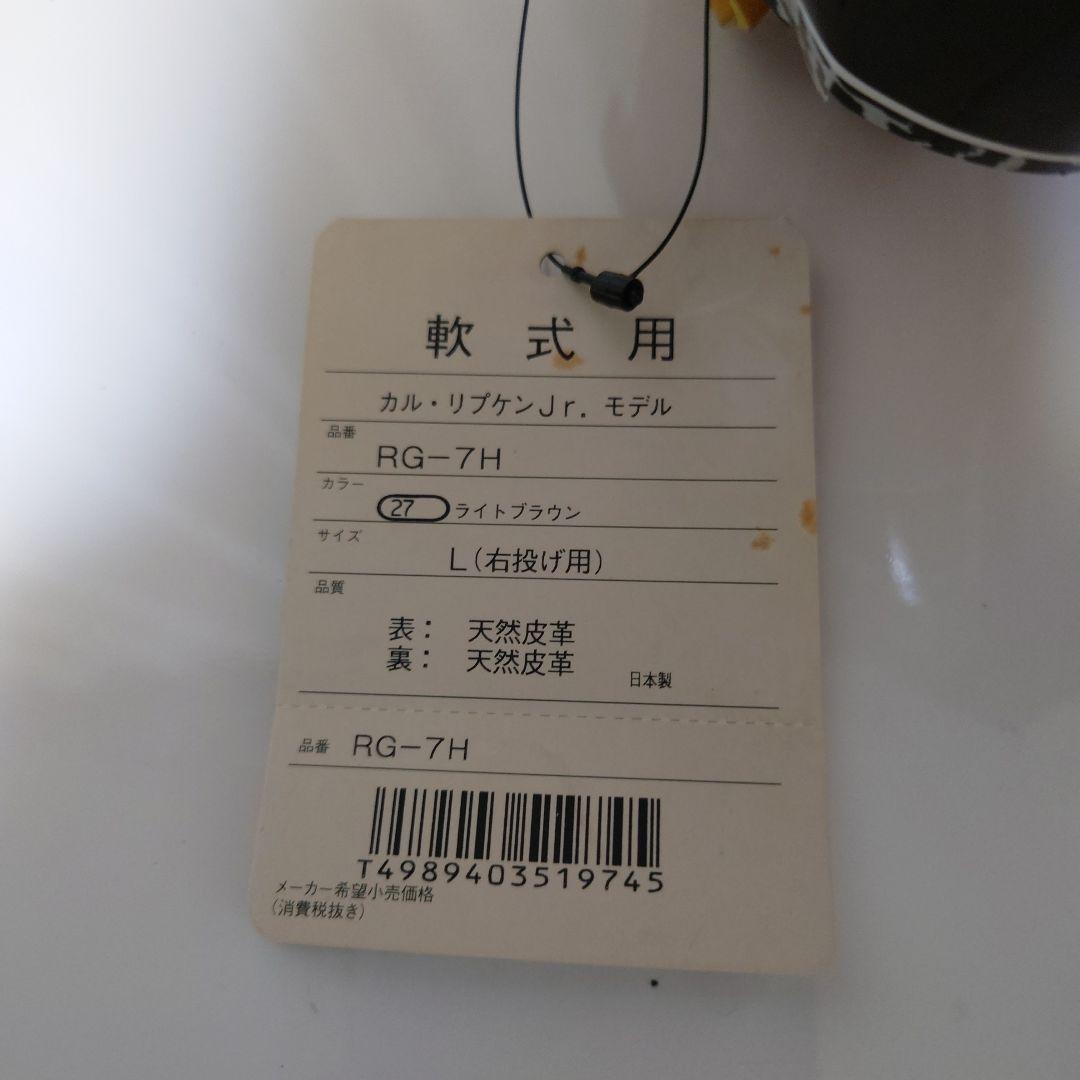 軟式用
カル・リプケンJr. モデル
品番
RG-7H
カラー
27 ライトブラウン
サイズ
L(右投げ用)
品質
表： 天然皮革
裏： 天然皮革
日本製
品番 RG-7H
T4989403519745
メーカー希望小売価格
(消費税抜き)